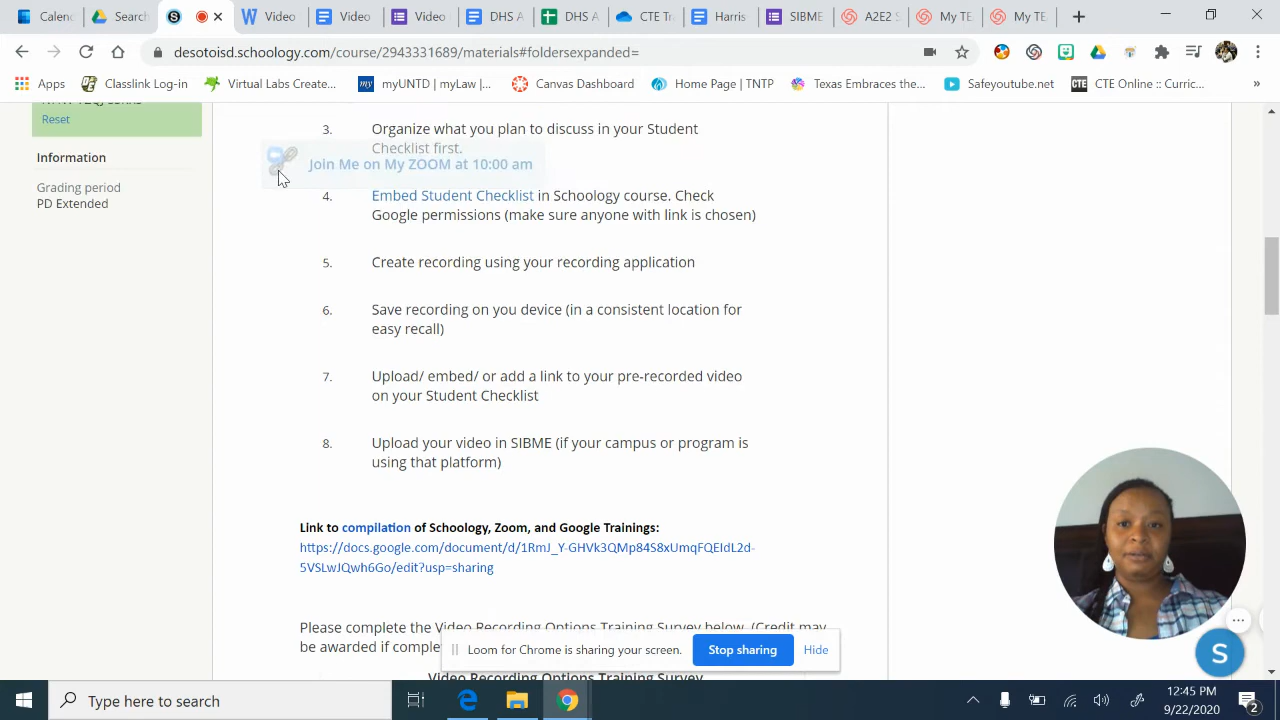 Calend
Search
Video
Video
Video
DHS A
DHS A
CTE Tr
Harris
SIBME
A2E2 S
My TE
My TE
desotoisd.schoology.com/course/2943331689/materials#foldersexpanded=
Apps
Classlink Log-in
Virtual Labs Create...
myUNTD | myLaw |...
Canvas Dashboard
Home Page | TNTP
Texas Embraces the...
Safeyoutube.net
CTE Online :: Curric...
Reset
Information
Grading period
PD Extended
3. Organize what you plan to discuss in your Student
Checklist first.
Join Me on My ZOOM at 10:00 am
4. Embed Student Checklist in Schoology course. Check
Google permissions (make sure anyone with link is chosen)
5. Create recording using your recording application
6. Save recording on you device (in a consistent location for
easy recall)
7. Upload/ embed/ or add a link to your pre-recorded video
on your Student Checklist
8. Upload your video in SIBME (if your campus or program is
using that platform)
Link to compilation of Schoology, Zoom, and Google Trainings:
https://docs.google.com/document/d/1RmJ_Y-GHVk3QMp84S8xUmqFQEIdL2d-
5VSLwJQwh6Go/edit?usp=sharing
Please complete the Video Recording Options Training Survey below. (Credit may
be awarded if comple
Loom for Chrome is sharing your screen.
Stop sharing
Hide
Video Recording Options Training Survey
S
Type here to search
12:45 PM
9/22/2020
2